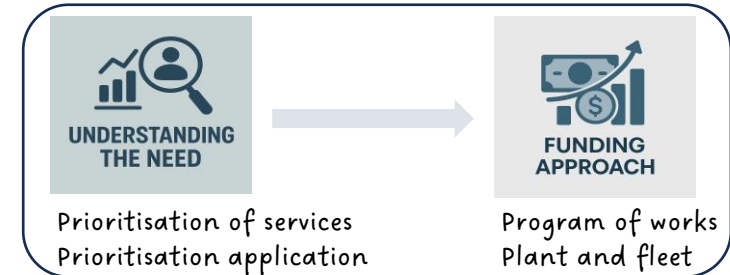 UNDERSTANDING
THE NEED
Prioritisation of services
Prioritisation application
$
FUNDING
APPROACH
Program of works
Plant and fleet